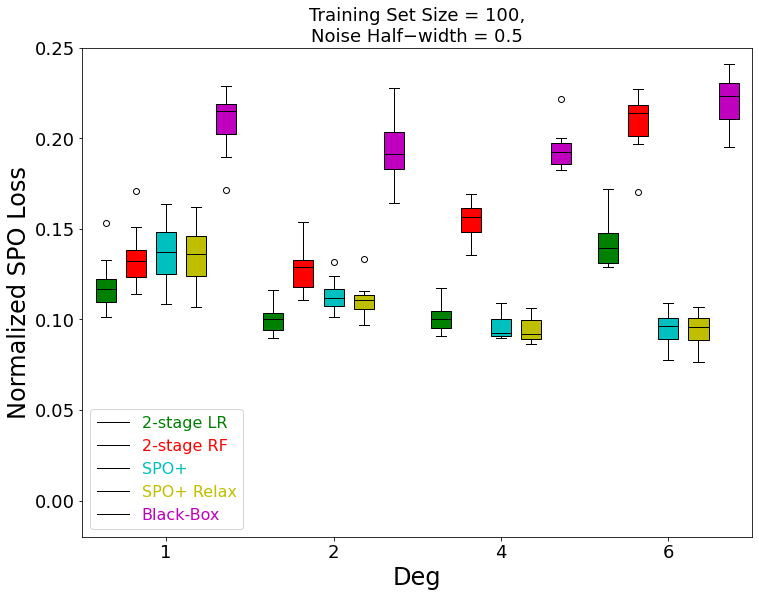 Training Set Size = 100,
Noise Half−width = 0.5
Normalized SPO Loss
0.25
0.20
0.15
0.10
0.05
0.00
2-stage LR
2-stage RF
SPO+
SPO+ Relax
Black-Box
1 2 4 6
Deg